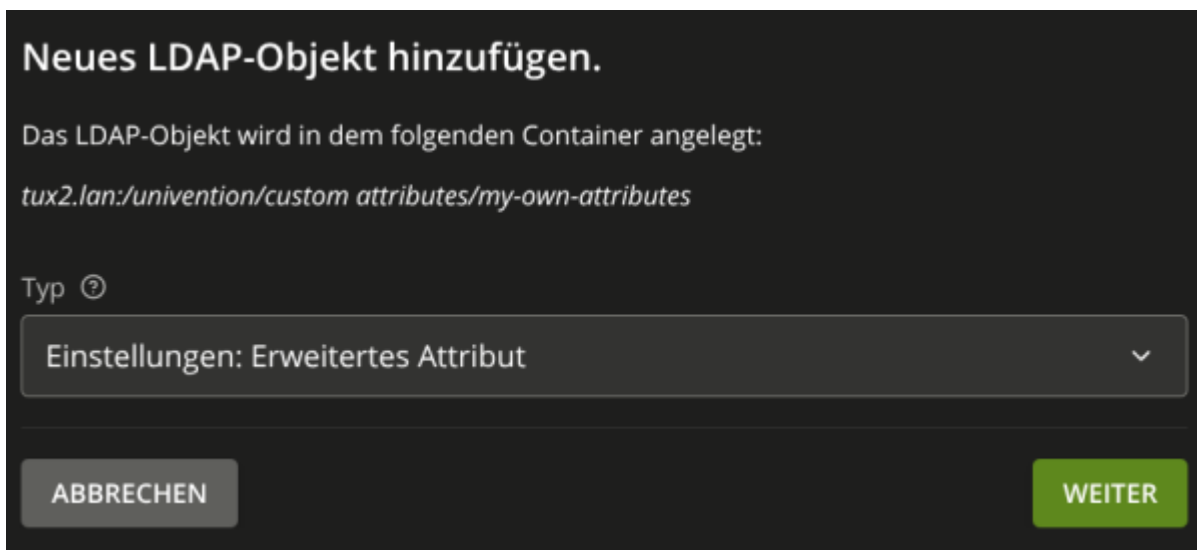 Neues LDAP-Objekt hinzufügen.
Das LDAP-Objekt wird in dem folgenden Container angelegt:
tux2.lan:/univention/custom attributes/my-own-attributes
Typ
Einstellungen: Erweitertes Attribut
ABBRECHEN
WEITER